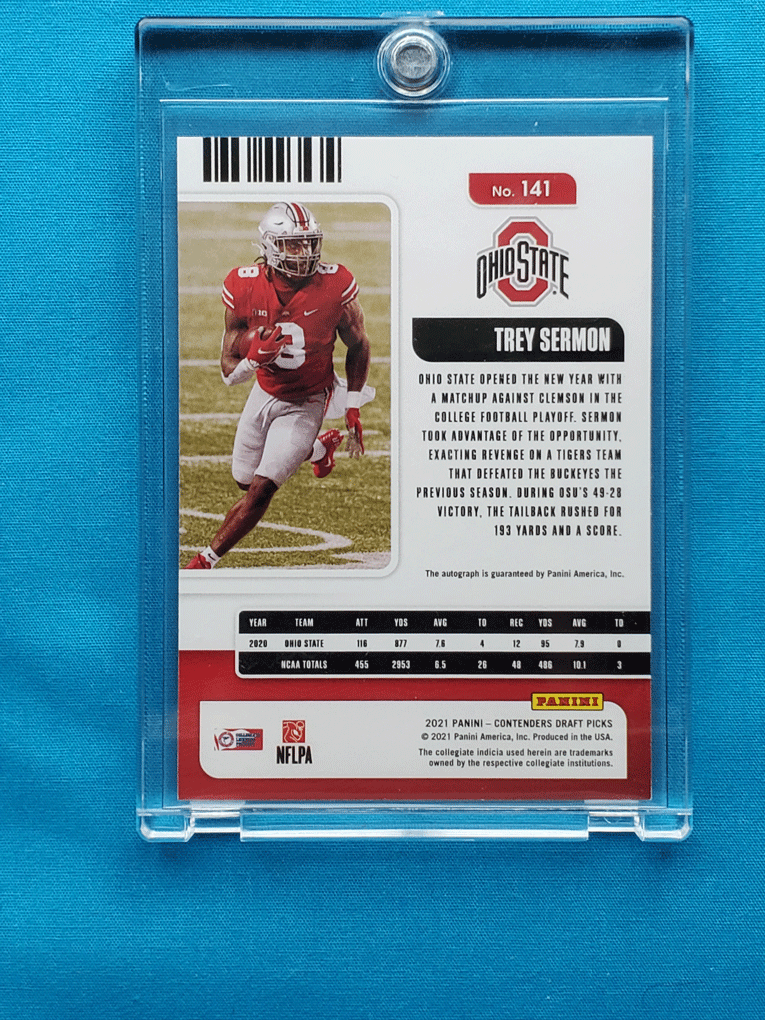 No. 141
OHIO STATE
TREY SERMON
OHIO STATE OPENED THE NEW YEAR WITH
A MATCHUP AGAINST CLEMSON IN THE
COLLEGE FOOTBALL PLAYOFF. SERMON
TOOK ADVANTAGE OF THE OPPORTUNITY,
EXACTING REVENGE ON A TIGERS TEAM
THAT DEFEATED THE BUCKEYES THE
PREVIOUS SEASON. DURING OSU'S 49-28
VICTORY, THE TAILBACK RUSHED FOR
193 YARDS AND A SCORE.
8
8
The autograph is guaranteed by Panini America, Inc.
YEAR TEAM ATT YDS AVG TD REC YDS AVG TD
2020 OHIO STATE 116 877 7.6 4 12 95 7.9 0
NCAA TOTALS 455 2953 6.5 26 48 486 10.1 3
PANINI
NFLPA
2021 PANINI – CONTENDERS DRAFT PICKS
© 2021 Panini America, Inc. Produced in the USA.
The collegiate indicia used herein are trademarks
owned by the respective collegiate institutions.